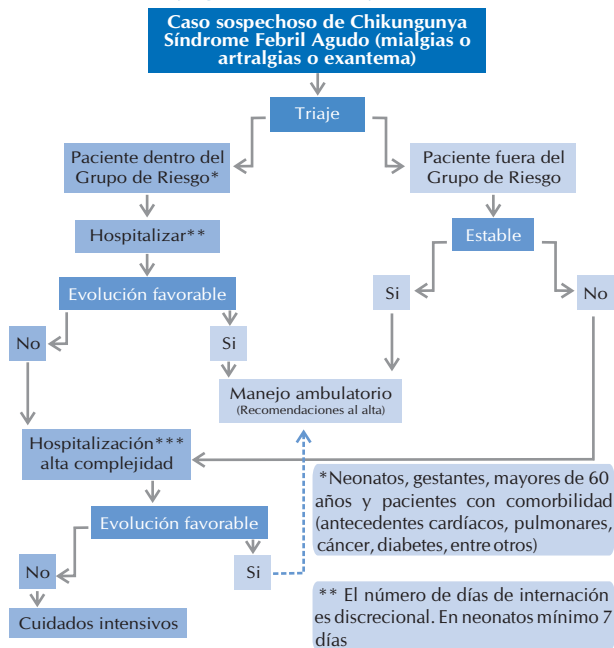 Caso sospechoso de Chikungunya
Síndrome Febril Agudo (mialgias o
artralgias o exantema)
Triaje
Paciente dentro del
Grupo de Riesgo*
Paciente fuera del
Grupo de Riesgo
Hospitalizar**
Estable
Evolución favorable
Si
No
No
Si
Manejo ambulatorio
(Recomendaciones al alta)
Hospitalización***
alta complejidad
*Neonatos, gestantes, mayores de 60
años y pacientes con comorbilidad
(antecedentes cardíacos, pulmonares,
cáncer, diabetes, entre otros)
Evolución favorable
No
Si
Cuidados intensivos
** El número de días de internación
es discrecional. En neonatos mínimo 7
días